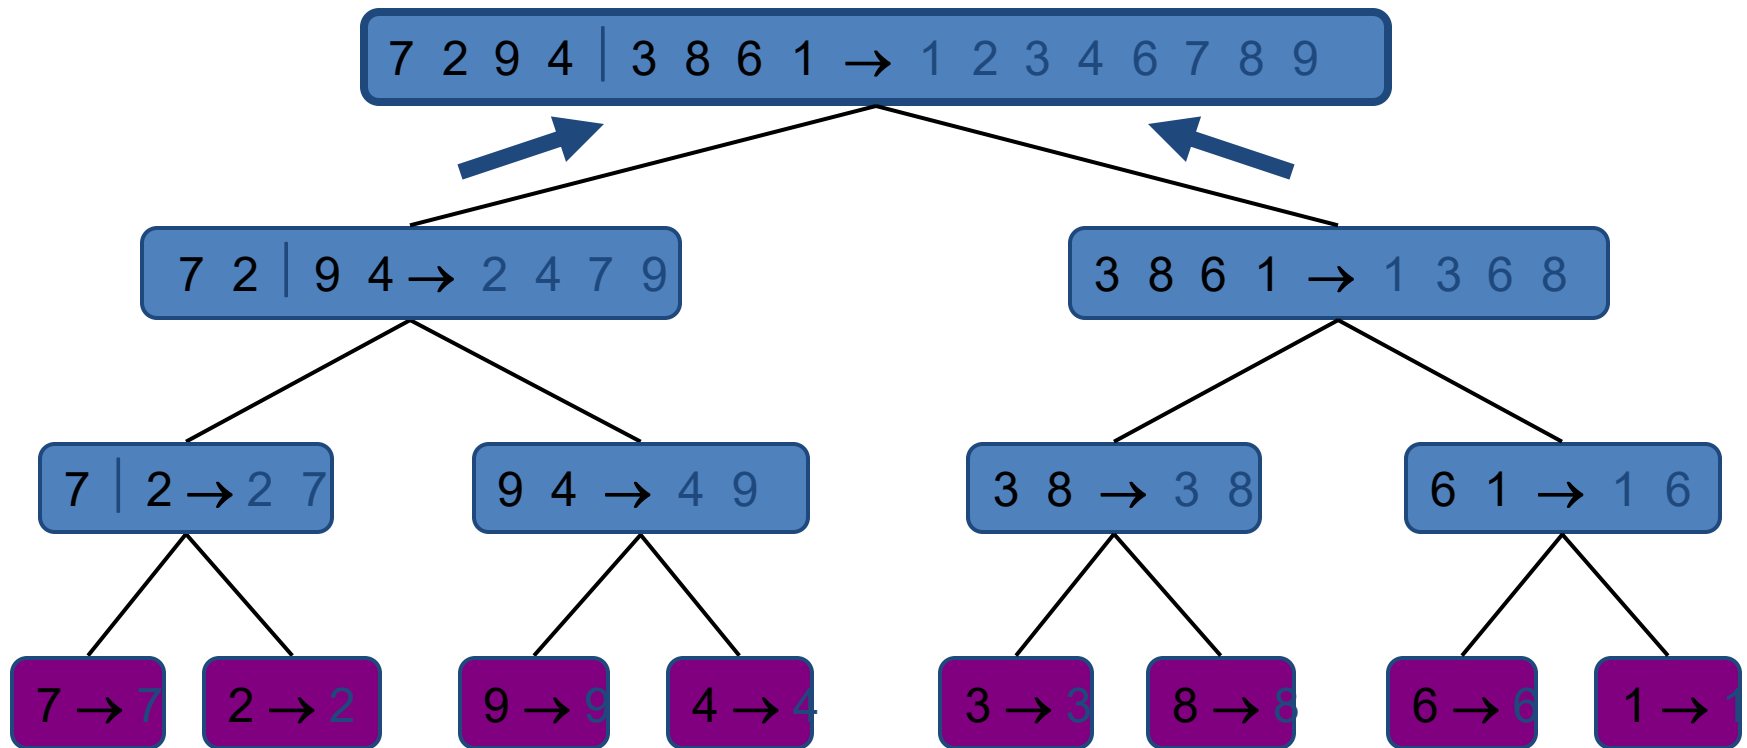 7 2 9 4 | 3 8 6 1 → 1 2 3 4 6 7 8 9
7 2 | 9 4 → 2 4 7 9
3 8 6 1 → 1 3 6 8
7 | 2 → 2 7
9 4 → 4 9
3 8 → 3 8
6 1 → 1 6
7 → 7
2 → 2
9 → 9
4 → 4
3 → 3
8 → 8
6 → 6
1 → 1